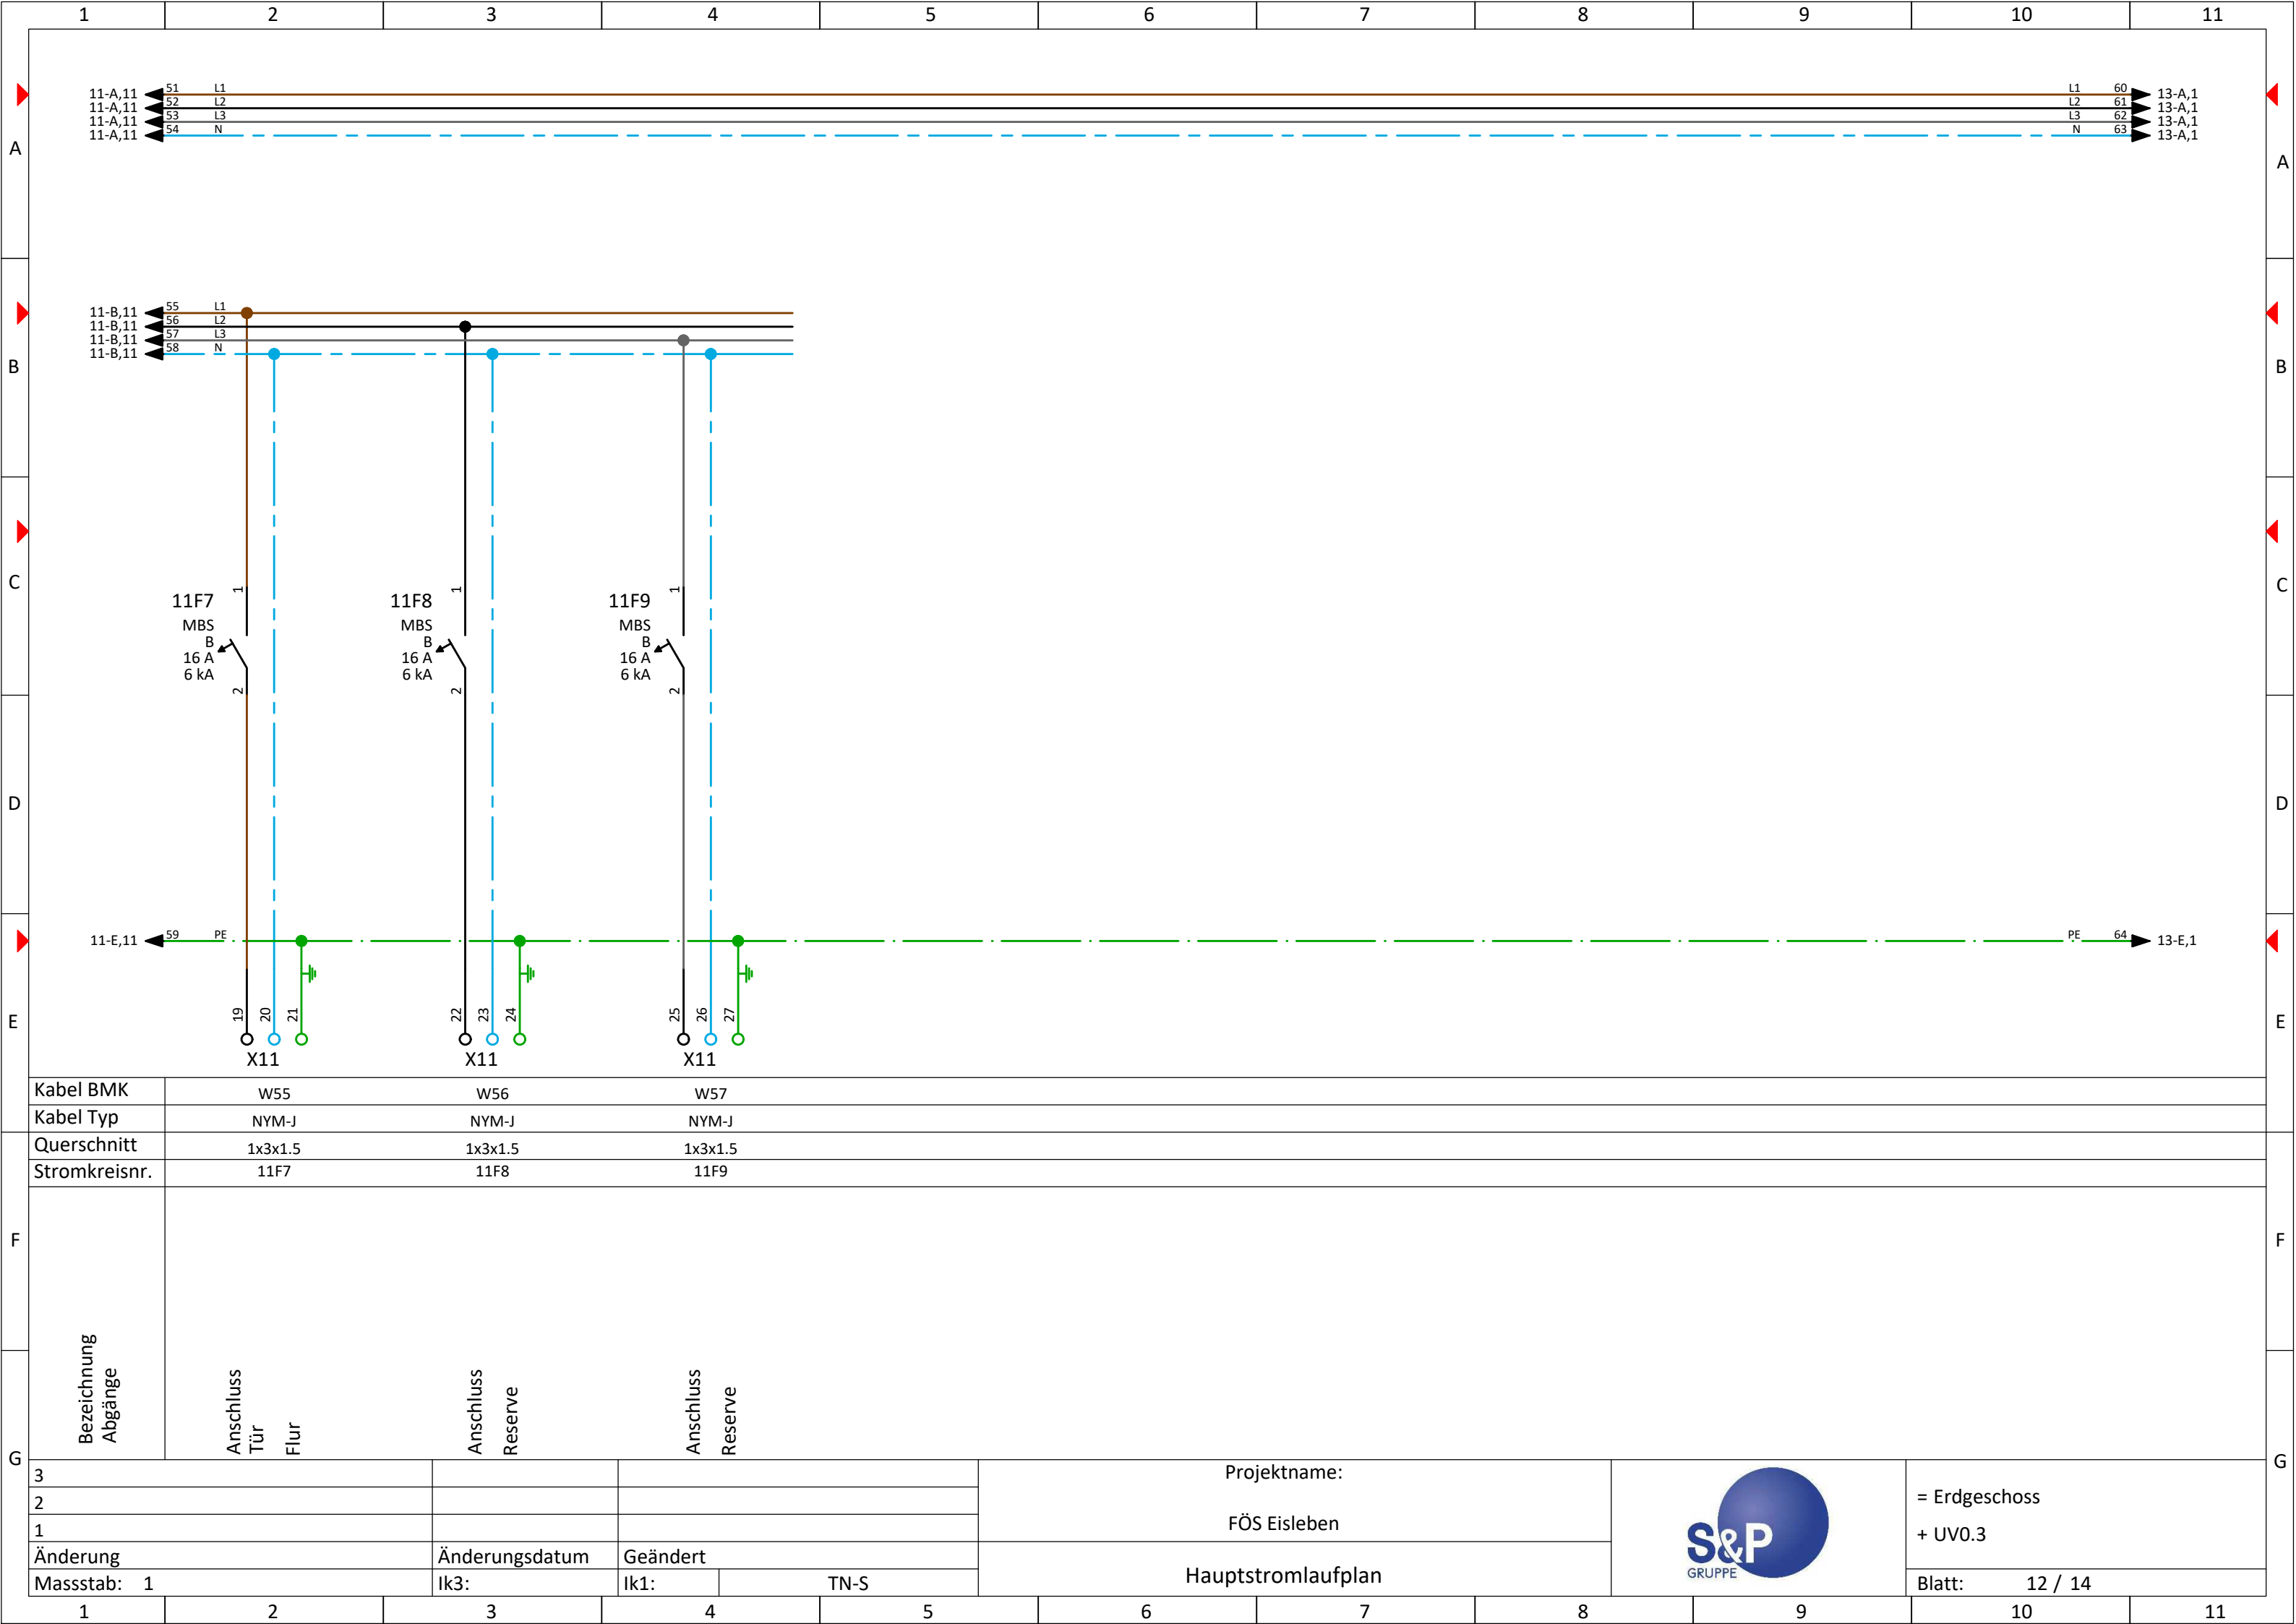 1 2 3 4 5 6 7 8 9 10 11
11-A,11 51 L1 L1 60 13-A,1
11-A,11 52 L2 L2 61 13-A,1
11-A,11 53 L3 L3 62 13-A,1
11-A,11 54 N N 63 13-A,1
A A
11-B,11 55 L1
11-B,11 56 L2
11-B,11 57 L3
11-B,11 58 N
B B
C C
11F7 1 11F8 1 11F9 1
MBS MBS MBS
B B B
16 A 16 A 16 A
6 kA 6 kA 6 kA
2 2 2
D D
11-E,11 59 PE PE 64 13-E,1
19 20 21 22 23 24 25 26 27
E E
X11 X11 X11
Kabel BMK W55 W56 W57
Kabel Typ NYM-J NYM-J NYM-J
Querschnitt 1x3x1.5 1x3x1.5 1x3x1.5
Stromkreisnr. 11F7 11F8 11F9
F F
Bezeichnung
Abgänge
Anschluss
Tür
Flur
Anschluss
Reserve
Anschluss
Reserve
G G
3
2
1
Änderung Änderungsdatum Geändert
Massstab: 1 Ik3: Ik1: TN-S
Projektname:
FÖS Eisleben
Hauptstromlaufplan
S&P
GRUPPE
= Erdgeschoss
+ UV0.3
Blatt: 12 / 14
1 2 3 4 5 6 7 8 9 10 11